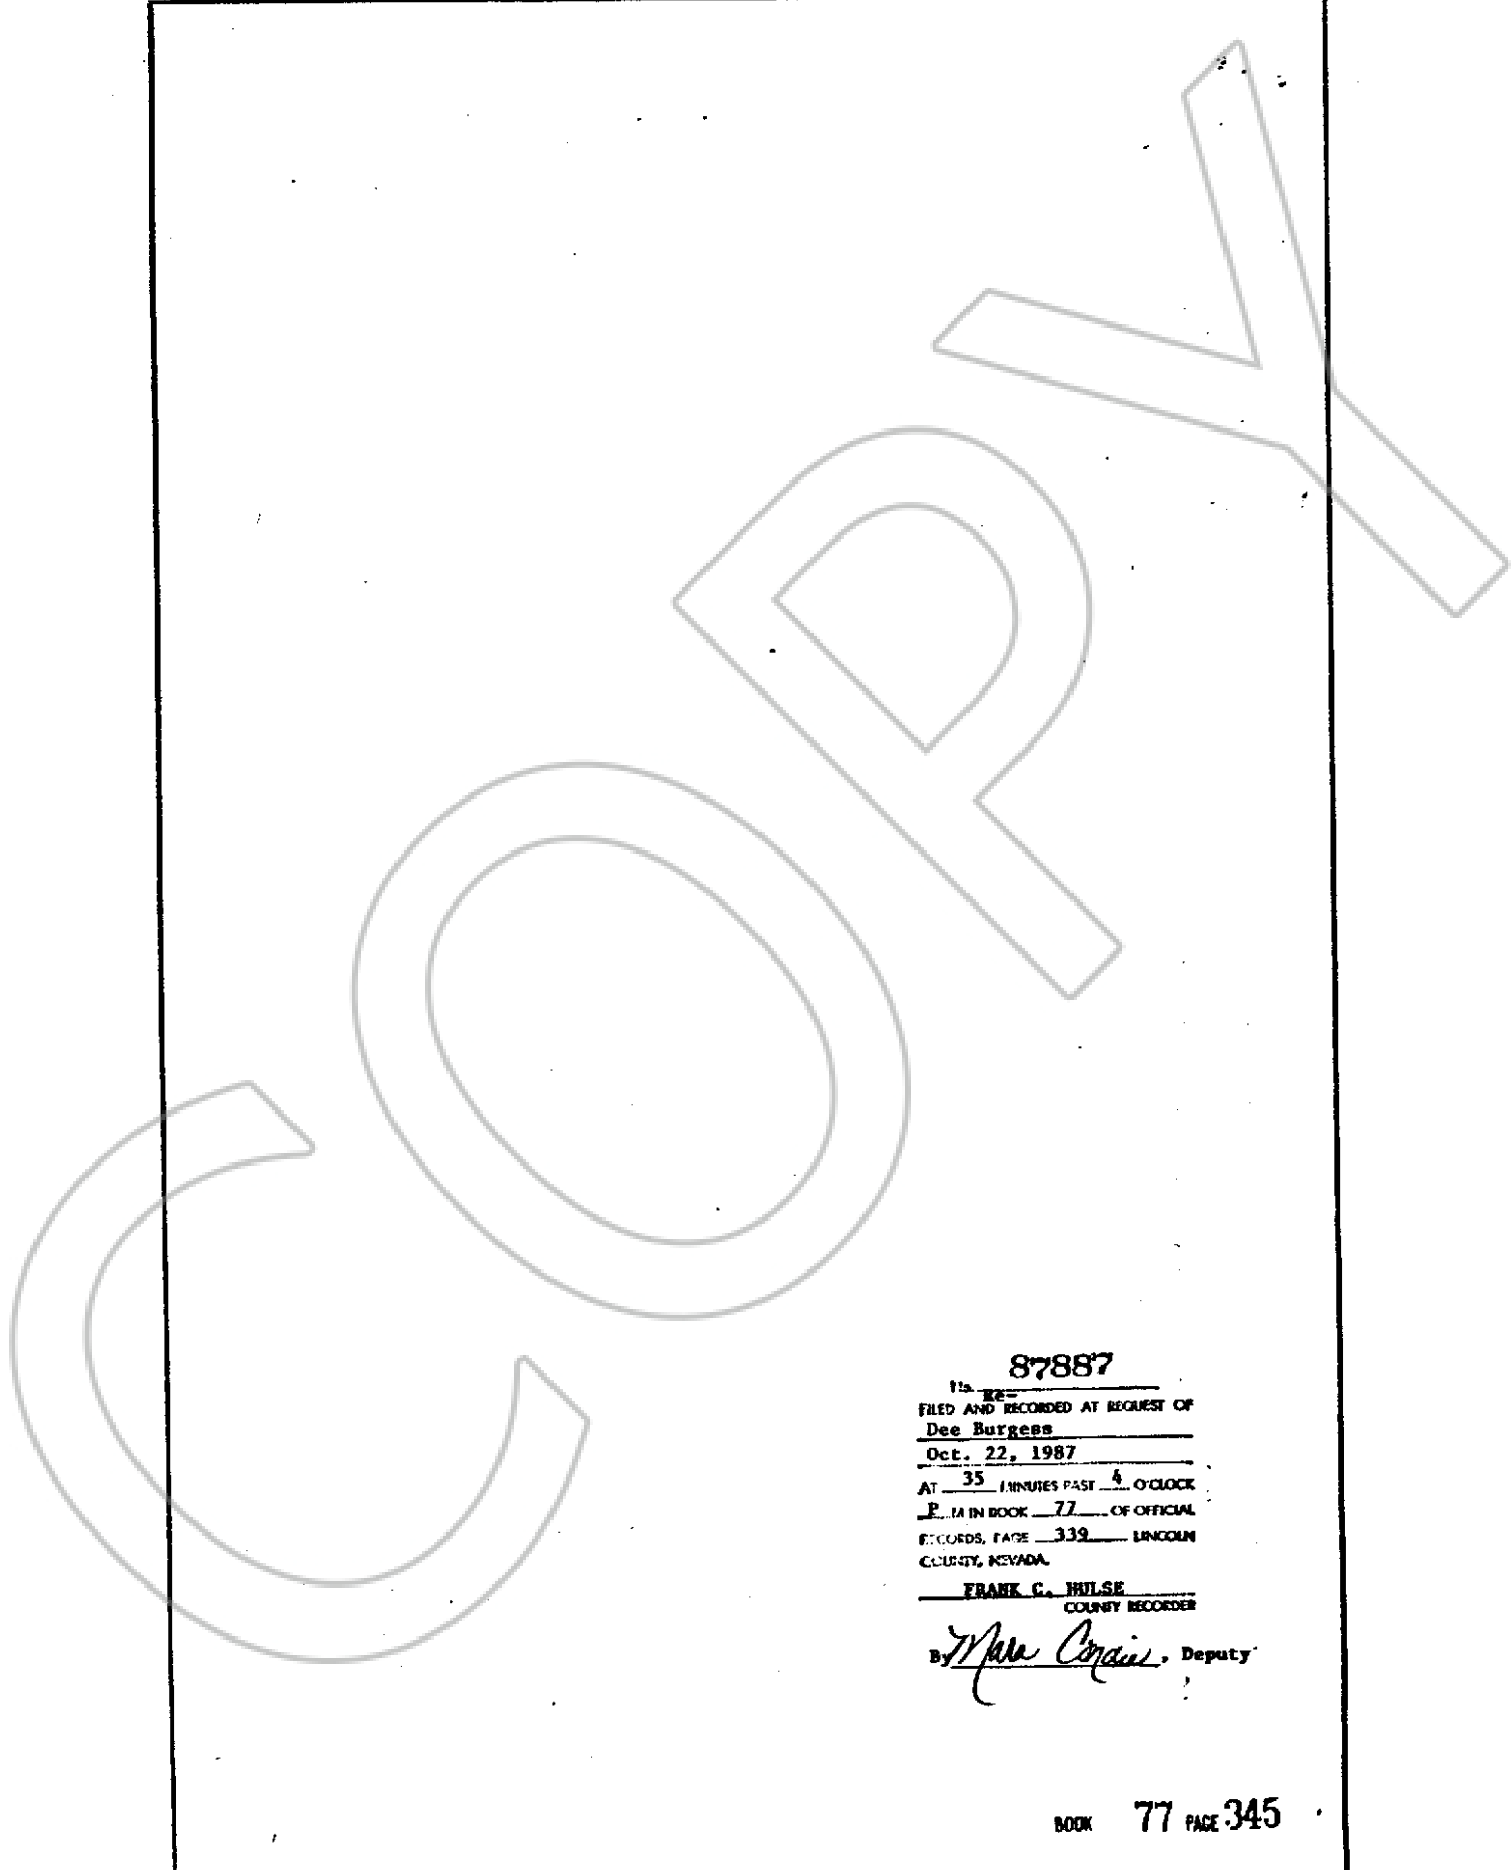 COPY
No. 87887
Re-
FILED AND RECORDED AT REQUEST OF
Dee Burgess
Oct. 22, 1987
AT 35 MINUTES PAST 4 O'CLOCK
P M IN BOOK 77 OF OFFICIAL
RECORDS, PAGE 339 LINCOLN
COUNTY, NEVADA.
FRANK C. HULSE
COUNTY RECORDER
By Mara Condie, Deputy
BOOK 77 PAGE 345